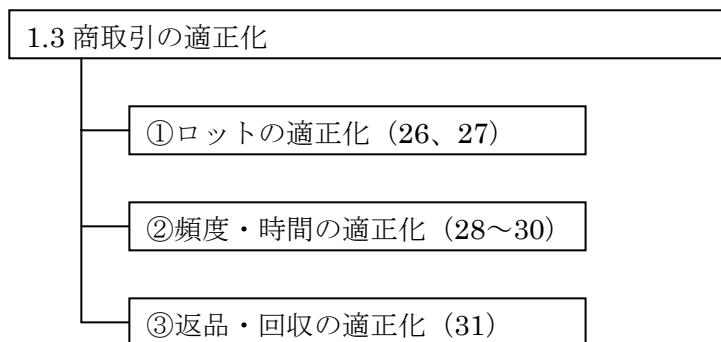 1.3 商取引の適正化
①ロットの適正化（26、27）
②頻度・時間の適正化（28～30）
③返品・回収の適正化（31）